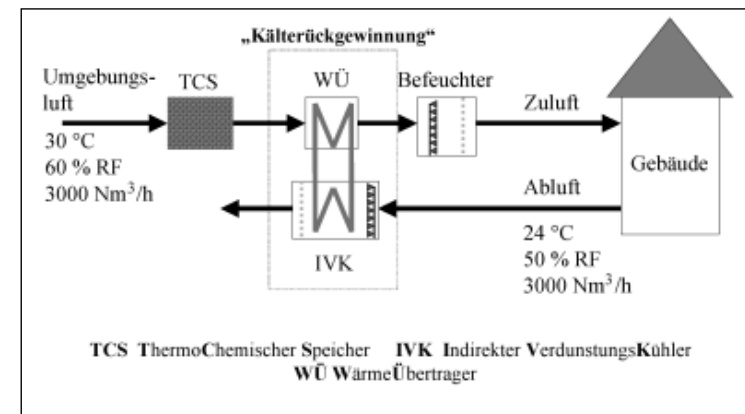 „Kälterückgewinnung“
Umgebungs-
luft
TCS
WÜ
Befeuchter
Zuluft
30 °C
60 % RF
3000 Nm³/h
Gebäude
Abluft
24 °C
50 % RF
3000 Nm³/h
IVK
TCS ThermoChemischer Speicher IVK Indirekter VerdunstungsKühler
WÜ WärmeÜbertrager